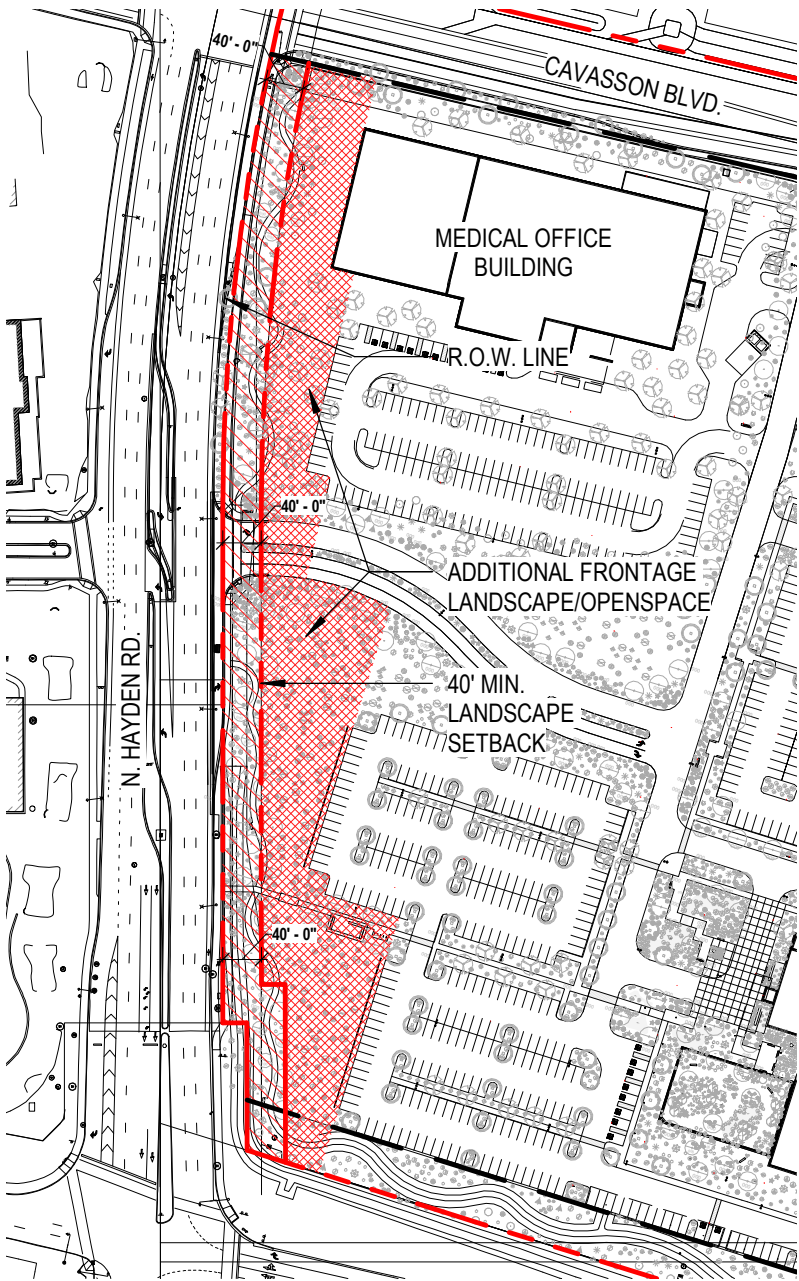 40' - 0"
CAVASSON BLVD.
MEDICAL OFFICE
BUILDING
R.O.W. LINE
40' - 0"
ADDITIONAL FRONTAGE
LANDSCAPE/OPENSPACE
N. HAYDEN RD.
40' MIN.
LANDSCAPE
SETBACK
40' - 0"